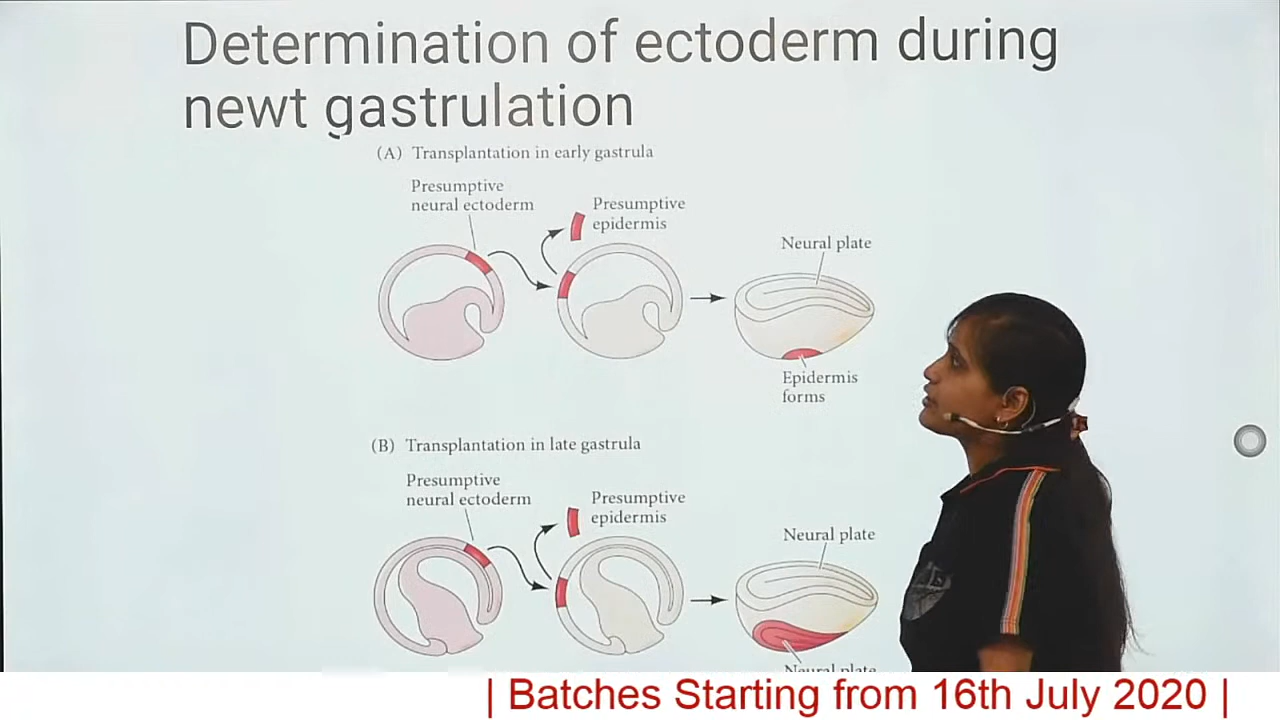 Determination of ectoderm during
newt gastrulation
(A) Transplantation in early gastrula
Presumptive
neural ectoderm
Presumptive
epidermis
Neural plate
Epidermis
forms
(B) Transplantation in late gastrula
Presumptive
neural ectoderm
Presumptive
epidermis
Neural plate
Neural plate
| Batches Starting from 16th July 2020 |